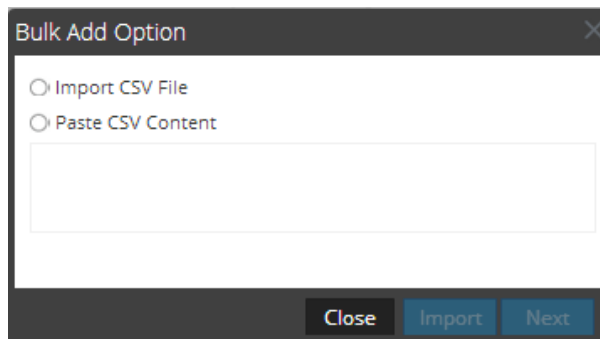 Bulk Add Option
Import CSV File
Paste CSV Content
Close Import Next